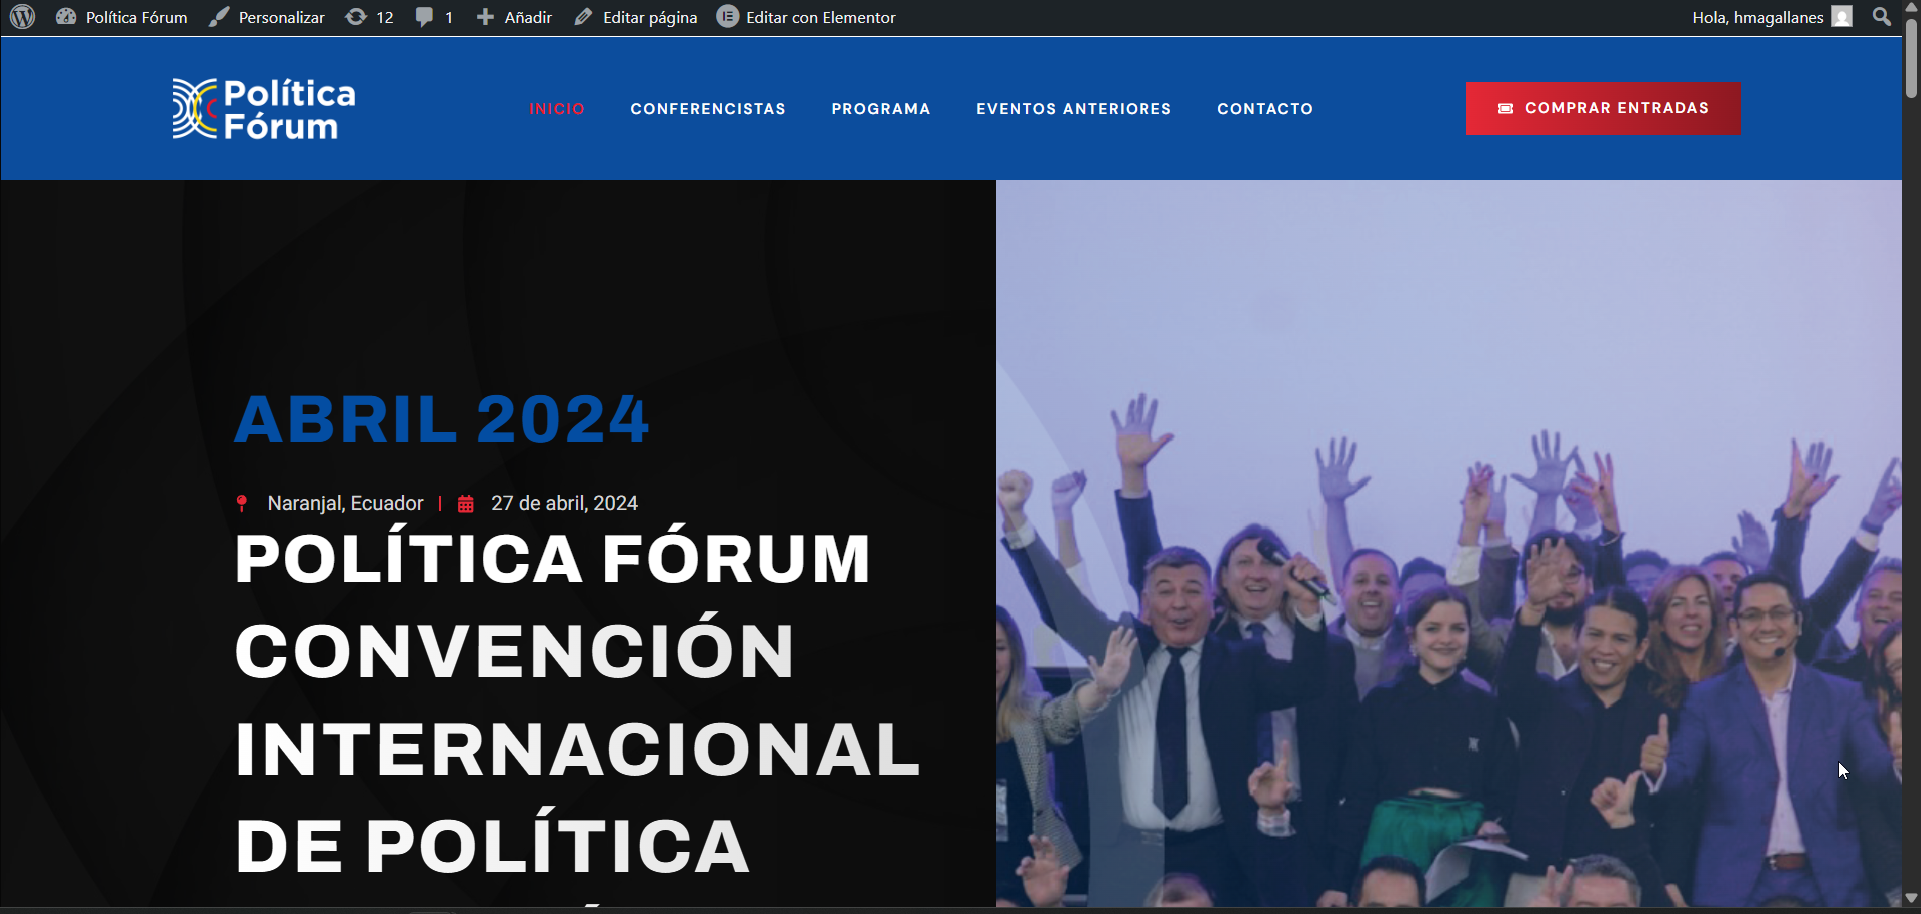 Política Fórum Personalizar 12 1 Añadir Editar página Editar con Elementor Hola, hmagallanes
Política
Fórum
INICIO CONFERENCISTAS PROGRAMA EVENTOS ANTERIORES CONTACTO COMPRAR ENTRADAS
ABRIL 2024
Naranjal, Ecuador | 27 de abril, 2024
POLÍTICA FÓRUM
CONVENCIÓN
INTERNACIONAL
DE POLÍTICA